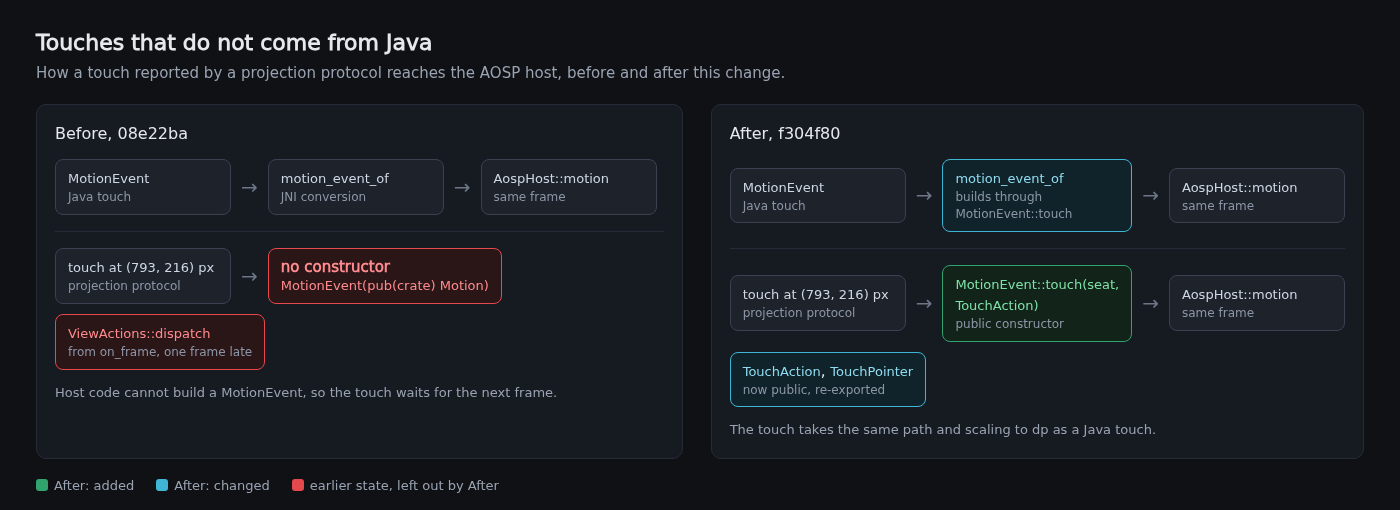 Touches that do not come from Java
How a touch reported by a projection protocol reaches the AOSP host, before and after this change.
Before, 08e22ba
MotionEvent
Java touch
→
motion_event_of
JNI conversion
→
AospHost::motion
same frame
touch at (793, 216) px
projection protocol
→
no constructor
MotionEvent(pub(crate) Motion)
ViewActions::dispatch
from on_frame, one frame late
Host code cannot build a MotionEvent, so the touch waits for the next frame.
After, f304f80
MotionEvent
Java touch
→
motion_event_of
builds through
MotionEvent::touch
→
AospHost::motion
same frame
touch at (793, 216) px
projection protocol
→
MotionEvent::touch(seat,
TouchAction)
public constructor
→
AospHost::motion
same frame
TouchAction, TouchPointer
now public, re-exported
The touch takes the same path and scaling to dp as a Java touch.
After: added
After: changed
earlier state, left out by After